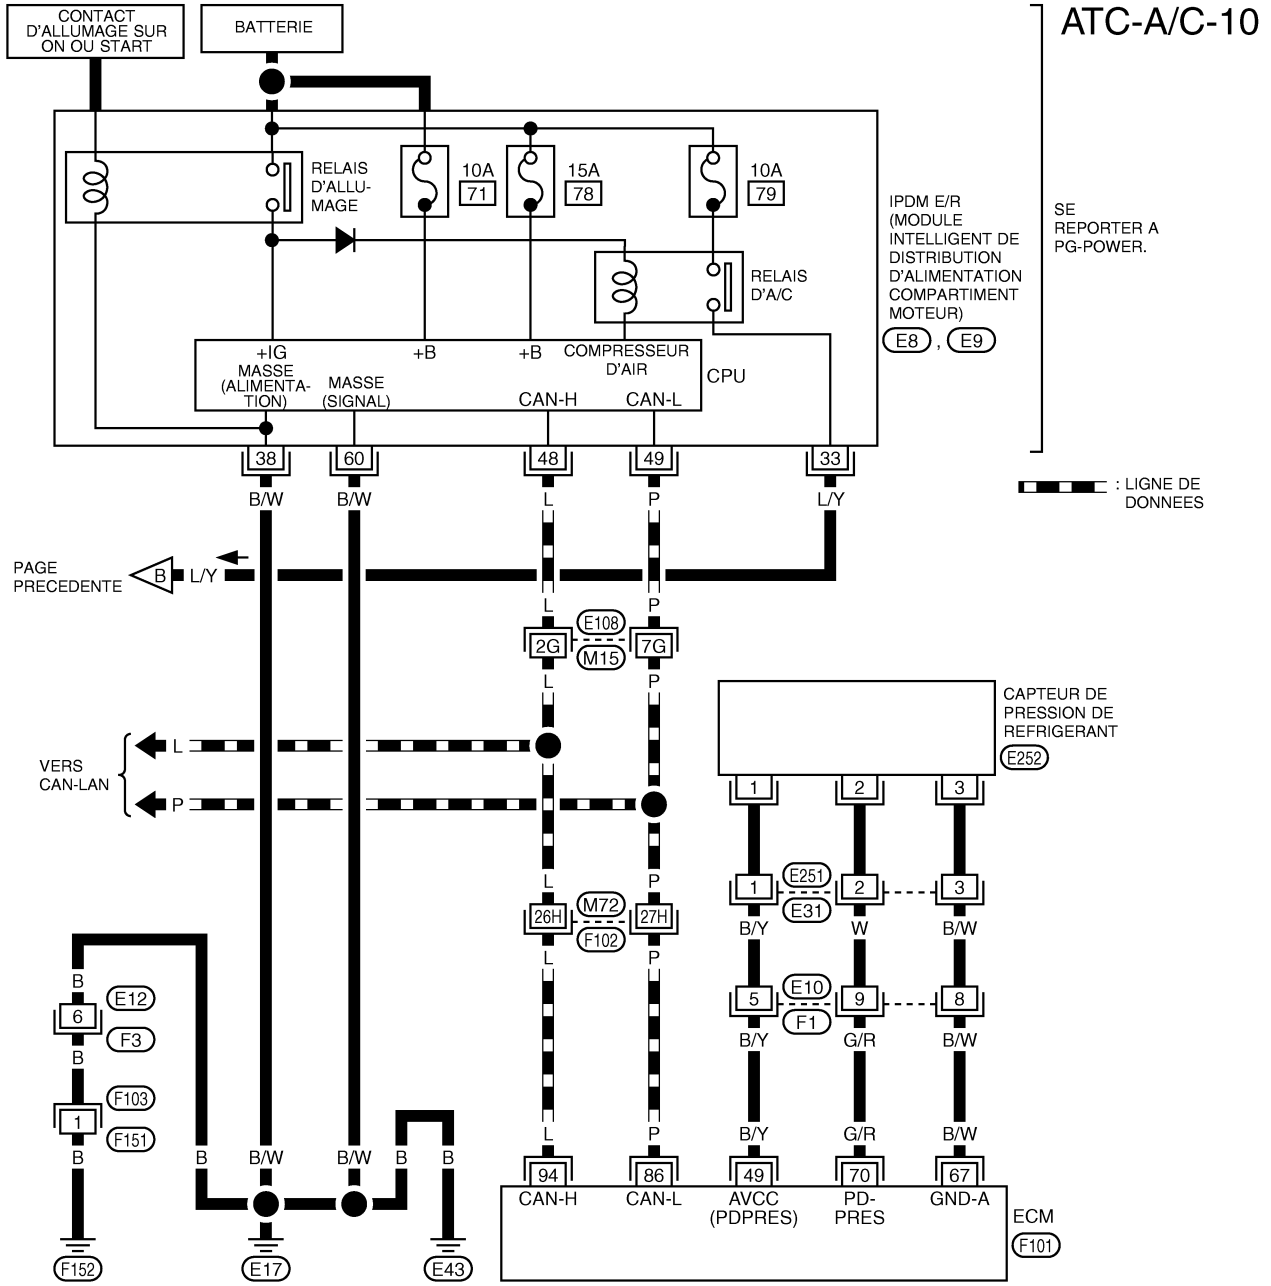 CONTACT
D'ALLUMAGE SUR
ON OU START
BATTERIE
ATC-A/C-10
RELAIS
D'ALLU-
MAGE
10A
71
15A
78
10A
79
IPDM E/R
(MODULE
INTELLIGENT DE
DISTRIBUTION
D'ALIMENTATION
COMPARTIMENT
MOTEUR)
E8 , E9
SE
REPORTER A
PG-POWER.
RELAIS
D'A/C
+IG
MASSE
(ALIMENTA-
TION)
MASSE
(SIGNAL)
+B
+B
COMPRESSEUR
D'AIR
CAN-H
CAN-L
CPU
38 60 48 49 33
B/W B/W L P L/Y
: LIGNE DE
DONNEES
PAGE
PRECEDENTE
B L/Y
L P
E108
2G 7G
M15
L P
CAPTEUR DE
PRESSION DE
REFRIGERANT
E252
VERS
CAN-LAN
L
P
1 2 3
L P
E251
1 2 3
E31
B/Y W B/W
M72
26H 27H
F102
L P
B
E12
6
F3
B
E10
5 9 8
F1
B/Y G/R B/W
F103
1
F151
B B B/W B/W B B
L P B/Y G/R B/W
94 86 49 70 67
CAN-H CAN-L AVCC
(PDPRES)
PD-
PRES
GND-A
ECM
F101
F152 E17 E43